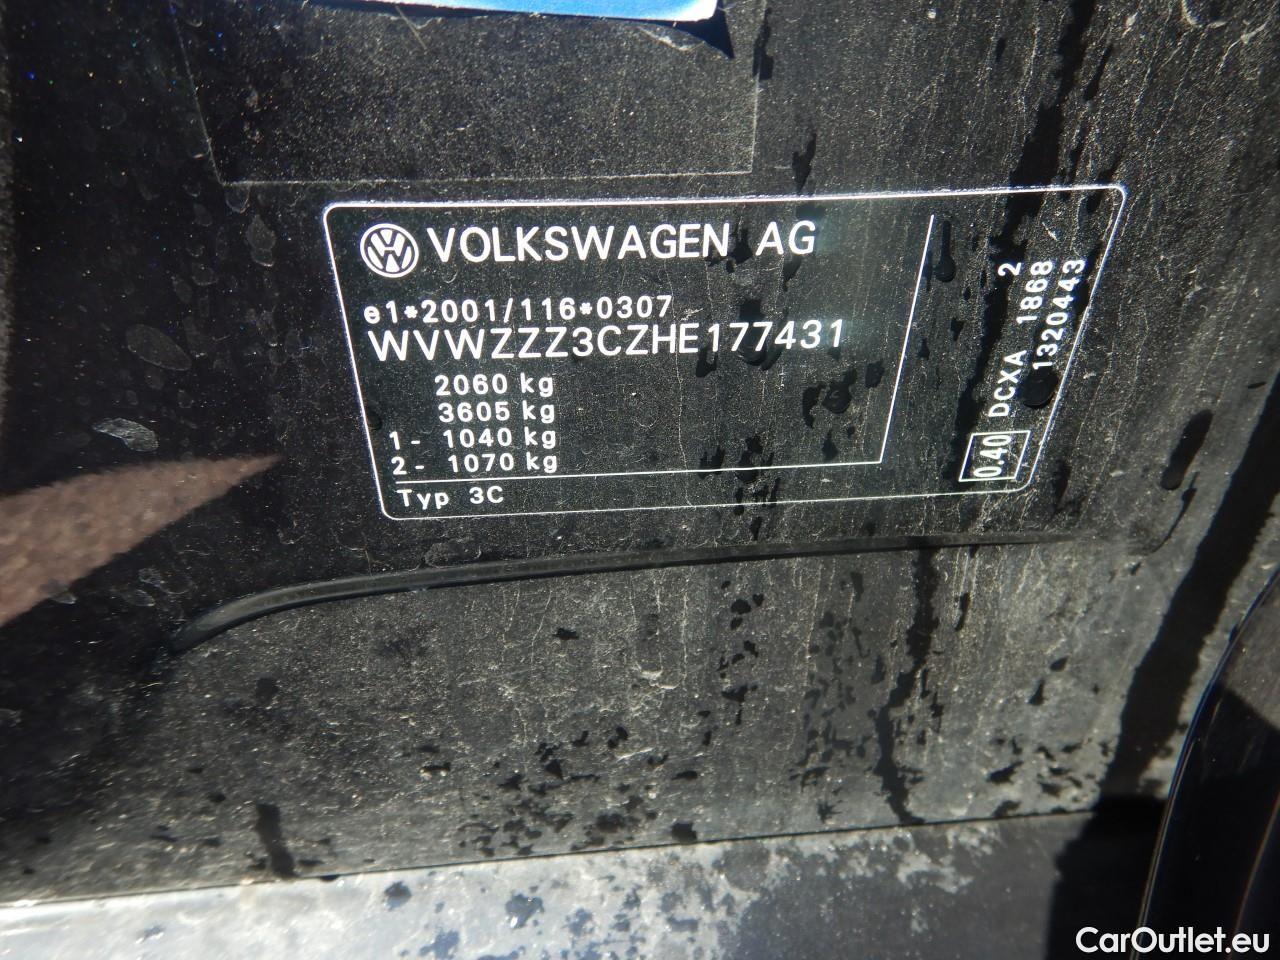 VOLKSWAGEN AG
e1*2001/116*0307
WVWZZZ3CZHE177431
2060 kg
3605 kg
1- 1040 kg
2- 1070 kg
Typ 3C
0.40 DCXA 1868 2
1320443
CarOutlet.eu